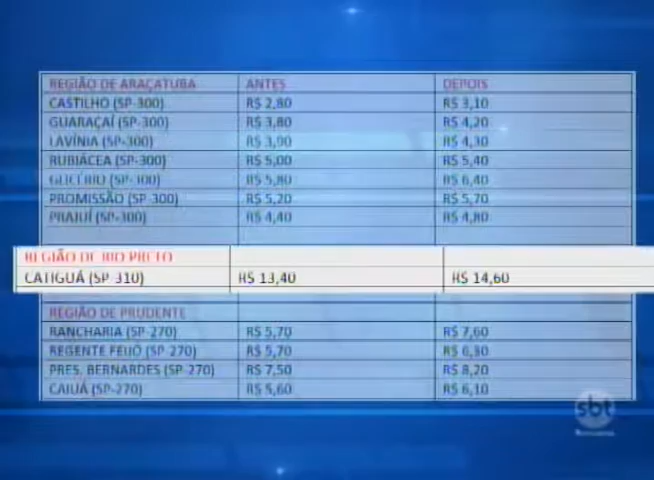 REGIÃO DE ARAÇATUBA ANTES DEPOIS
CASTILHO (SP-300) R$ 2,80 R$ 3,10
GUARAÇAÍ (SP-300) R$ 3,80 R$ 4,20
LAVÍNIA (SP-300) R$ 3,90 R$ 4,30
RUBIÁCEA (SP-300) R$ 5,00 R$ 5,40
GLICÉRIO (SP-300) R$ 5,80 R$ 6,40
PROMISSÃO (SP-300) R$ 5,20 R$ 5,70
PRAJUÍ (SP-300) R$ 4,40 R$ 4,80
REGIÃO DE RIO PRETO
CATIGUÁ (SP-310) R$ 13,40 R$ 14,60
REGIÃO DE PRUDENTE
RANCHARIA (SP-270) R$ 5,70 R$ 7,60
REGENTE FEIJÓ (SP-270) R$ 5,70 R$
PRES. BERNARDES (SP-270) R$ 7,50 R$ 8,20
CAIUÁ (SP-270) R$ 5,60 R$ 6,10
sbt